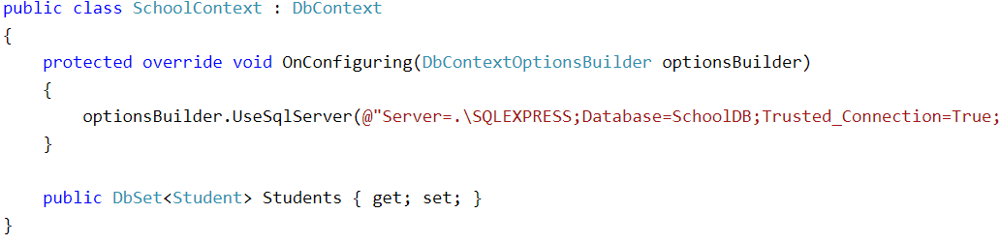 public class SchoolContext : DbContext
{
    protected override void OnConfiguring(DbContextOptionsBuilder optionsBuilder)
    {
        optionsBuilder.UseSqlServer(@"Server=.\SQLEXPRESS;Database=SchoolDB;Trusted_Connection=True;
    }

    public DbSet<Student> Students { get; set; }
}